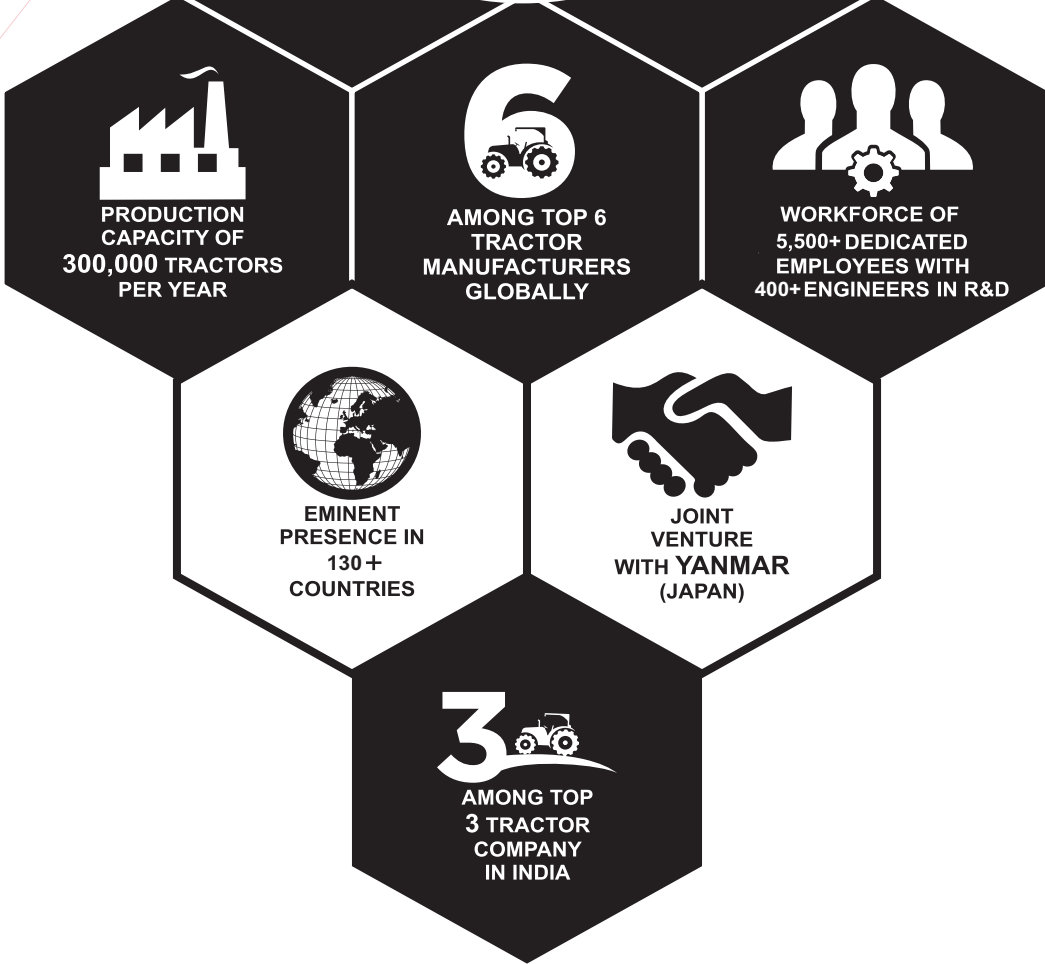 PRODUCTION
CAPACITY OF
300,000 TRACTORS
PER YEAR
6
AMONG TOP 6
TRACTOR
MANUFACTURERS
GLOBALLY
WORKFORCE OF
5,500+ DEDICATED
EMPLOYEES WITH
400+ ENGINEERS IN R&D
EMINENT
PRESENCE IN
130+
COUNTRIES
JOINT
VENTURE
WITH YANMAR
(JAPAN)
3
AMONG TOP
3 TRACTOR
COMPANY
IN INDIA